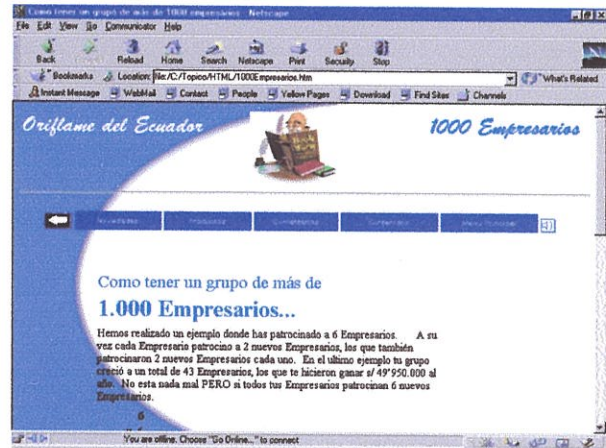 Como tener un grupo de más de 1000 empresarios - Netscape
File Edit View Go Communicator Help
Back Reload Home Search Netscape Print Security Stop
Bookmarks Location: file:/C:/Topico/HTML/1000Empresarios.htm What's Related
Instant Message WebMail Contact People Yellow Pages Download Find Sites Channels
Oriflame del Ecuador 1000 Empresarios
Menú Principal
Como tener un grupo de más de
1.000 Empresarios...
Hemos realizado un ejemplo donde has patrocinado a 6 Empresarios. A su
vez cada Empresario patrocino a 2 nuevos Empresarios, los que también
patrocinaron 2 nuevos Empresarios cada uno. En el ultimo ejemplo tu grupo
creció a un total de 43 Empresarios, los que te hicieron ganar s/ 49'950.000 al
año. No esta nada mal PERO si todos tus Empresarios patrocinan 6 nuevos
Empresarios.
6
You are offline. Choose "Go Online..." to connect